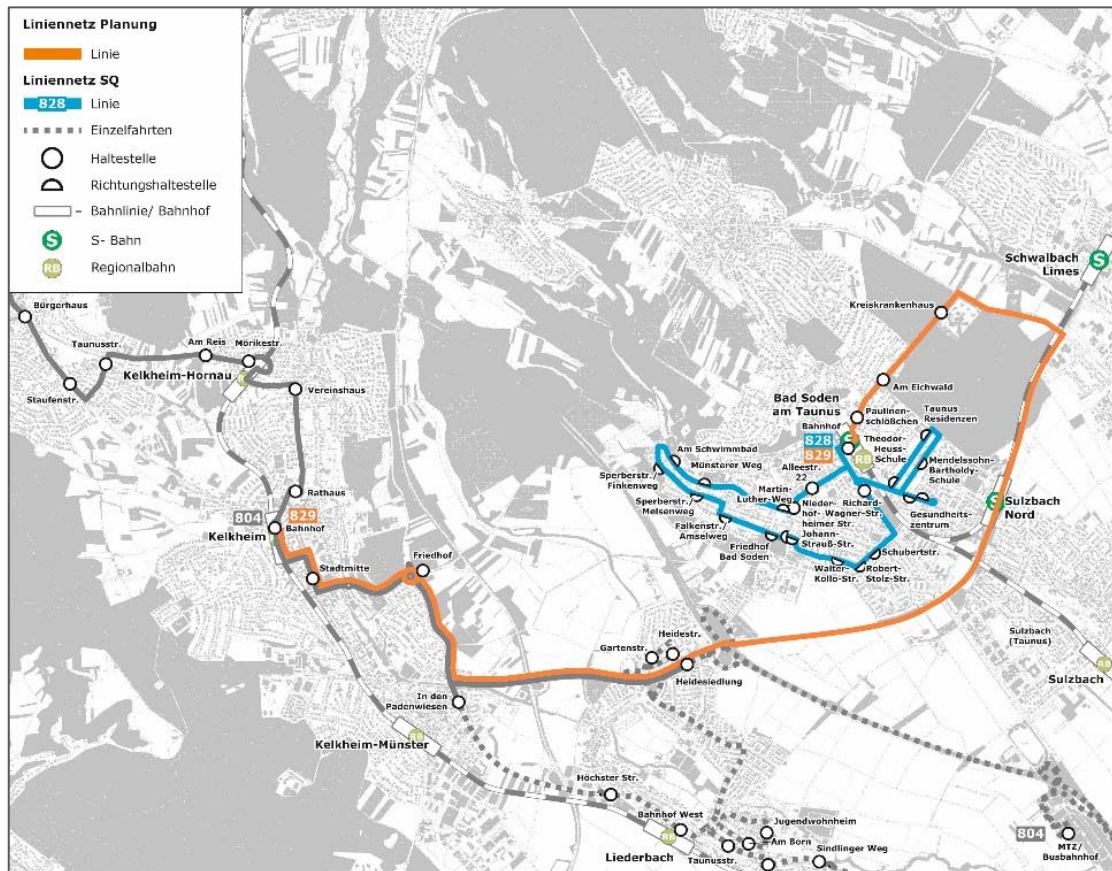 Liniennetz Planung
Linie
Liniennetz SQ
828
Linie
Einzelfahrten
Haltestelle
Richtungshaltestelle
Bahnlinie/ Bahnhof
S
S- Bahn
RB
Regionalbahn
Schwalbach
Limes
S
Bürgerhaus
Kreiskrankenhaus
Am Reis
Mörikestr.
Taunusstr.
Kelkheim-Hornau
Staufenstr.
Vereinshaus
Am Eichwald
Bad Soden
am Taunus
Paulinen-
schlößchen
Taunus
Residenzen
Bahnhof
828
829
Theodor-
Heuss-
Schule
RB
Am Schwimmbad
Münsterer Weg
Alleestr.
22
Mendelssohn-
Bartholdy-
Schule
Sperberstr./
Finkenweg
Martin-
Luther-Weg
Sperberstr./
Melsenweg
Nieder-
hof-
heimer Str.
Richard-
Wagner-Str.
Gesundheits-
zentrum
S
Sulzbach
Nord
Rathaus
804
829
Kelkheim
Bahnhof
Falkenstr./
Amselweg
Johann-
Strauß-Str.
Friedhof
Bad Soden
Schubertstr.
Walter-
Kollo-Str.
Robert-
Stolz-Str.
Friedhof
Stadtmitte
Heidestr.
Gartenstr.
Heidesiedlung
Sulzbach
(Taunus)
RB
Sulzbach
In den
Padenwiesen
RB
Kelkheim-Münster
Höchster Str.
Bahnhof West
RB
Liederbach
Jugendwohnheim
Am Born
Taunusstr.
Sindlinger Weg
804
MTZ/
Busbahnhof